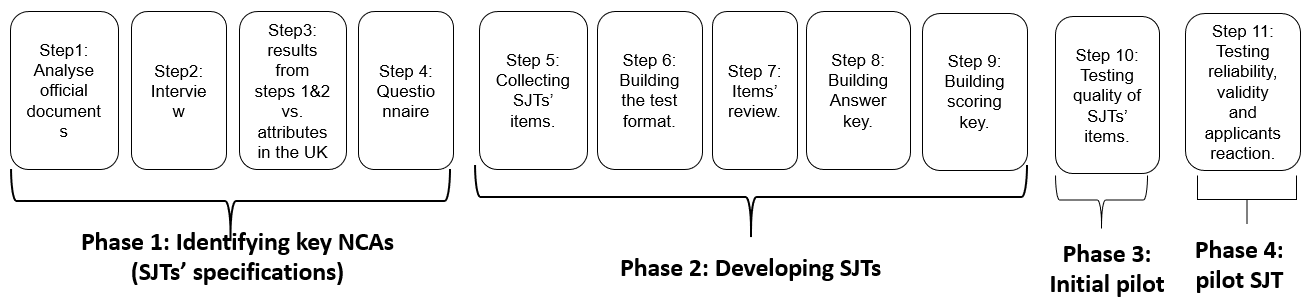 Step1:
Analyse
official
document
s
Step2:
Intervie
w
Step3:
results
from
steps 1&2
vs.
attributes
in the UK
Step 4:
Questio
nnaire
Step 5:
Collecting
SJTs’
items.
Step 6:
Building
the test
format.
Step 7:
Items’
review.
Step 8:
Building
Answer
key.
Step 9:
Building
scoring
key.
Step 10:
Testing
quality of
SJTs’
items.
Step 11:
Testing
reliability,
validity
and
applicants
reaction.
Phase 1: Identifying key NCAs
(SJTs’ specifications)
Phase 2: Developing SJTs
Phase 3:
Initial pilot
Phase 4:
pilot SJT